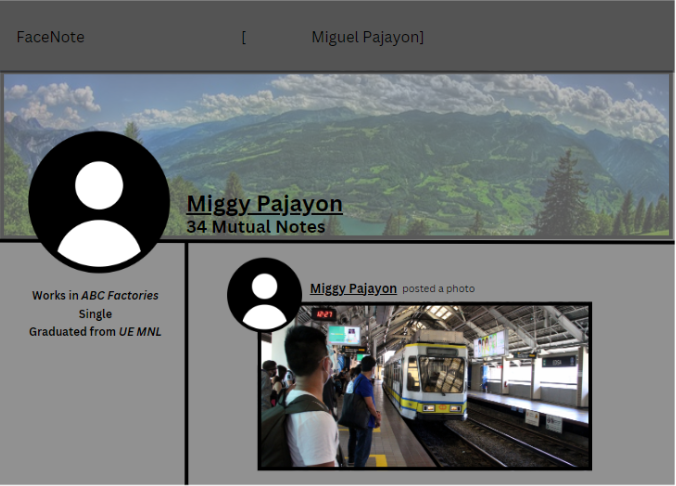 FaceNote [ Miguel Pajayon]
Miggy Pajayon
34 Mutual Notes
Works in ABC Factories
Single
Graduated from UE MNL
Miggy Pajayon posted a photo
12:27